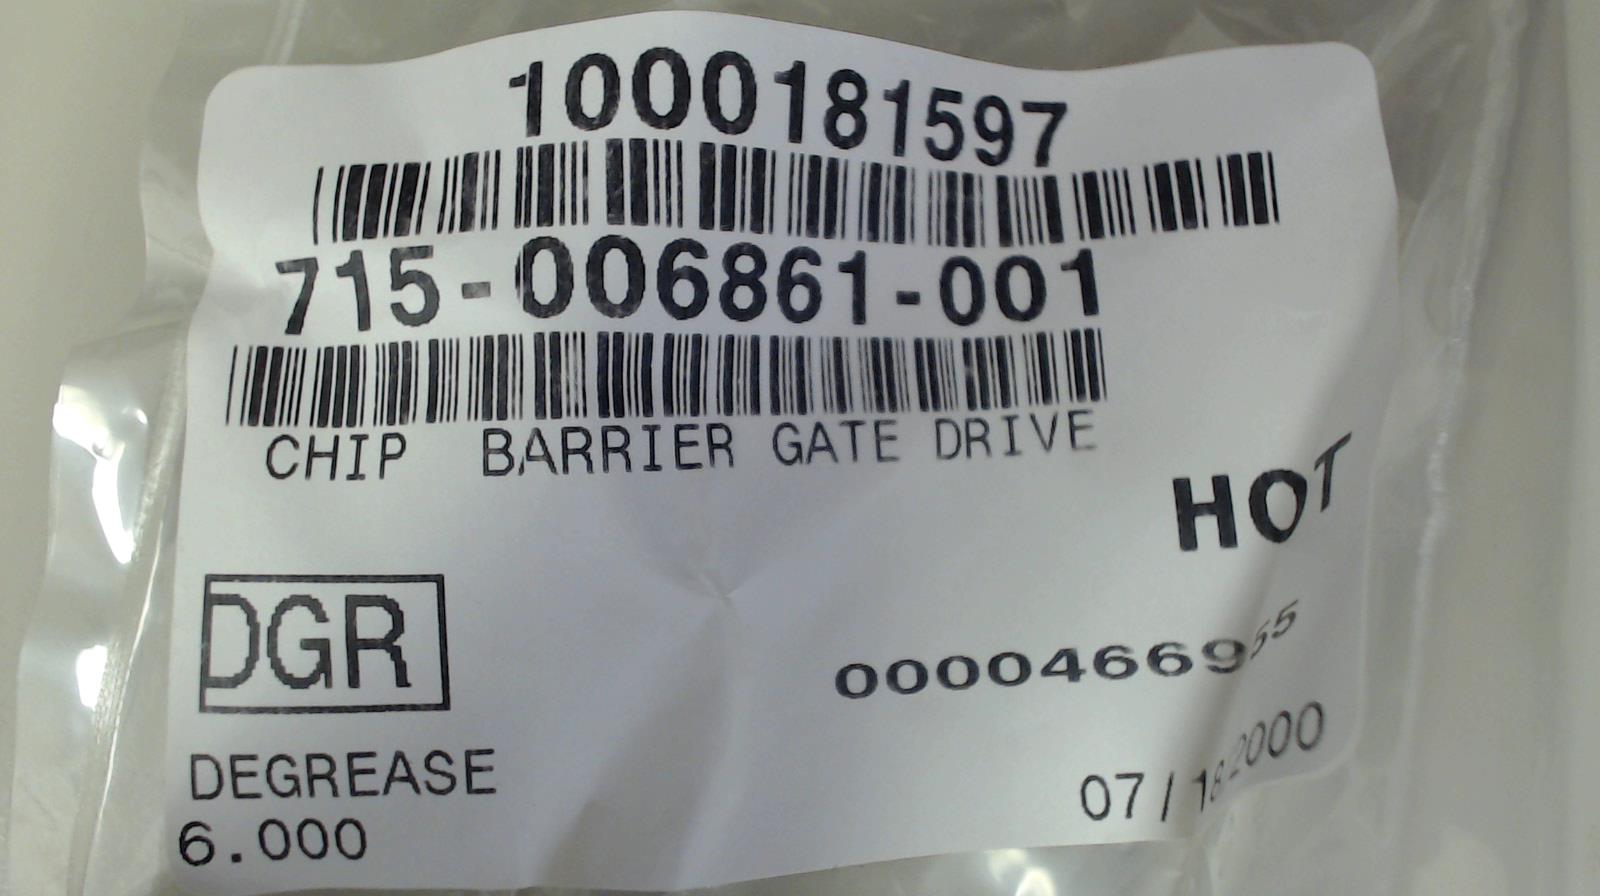 1000181597
715-006861-001
CHIP BARRIER GATE DRIVE
HOT
DGR
0000466955
DEGREASE
07/18/2000
6.000